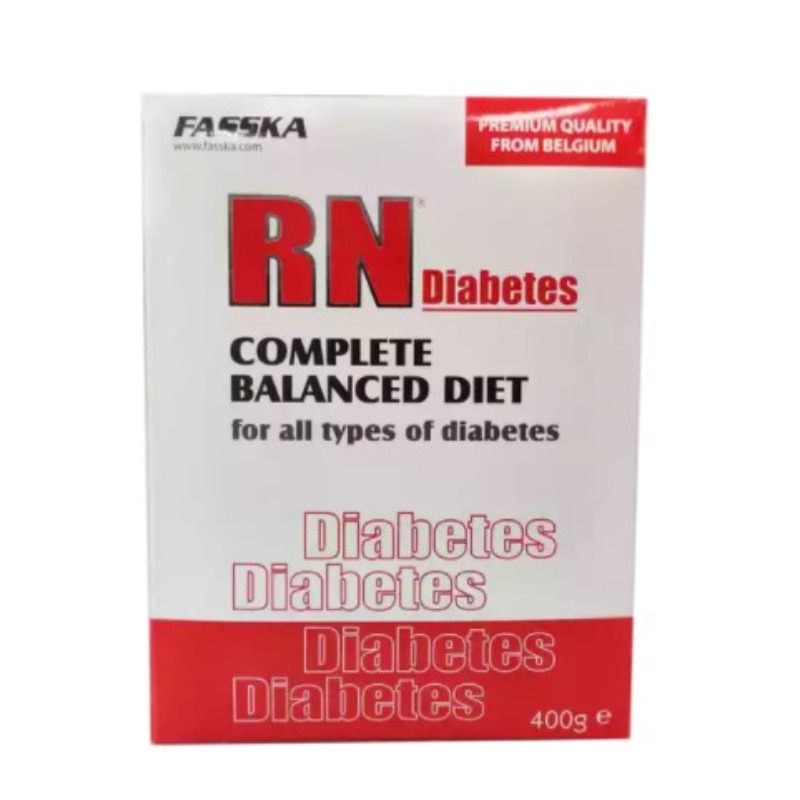 FASSKA
www.fasska.com
PREMIUM QUALITY
FROM BELGIUM
RN®
Diabetes
COMPLETE
BALANCED DIET
for all types of diabetes
Diabetes
Diabetes
Diabetes
Diabetes
400g e